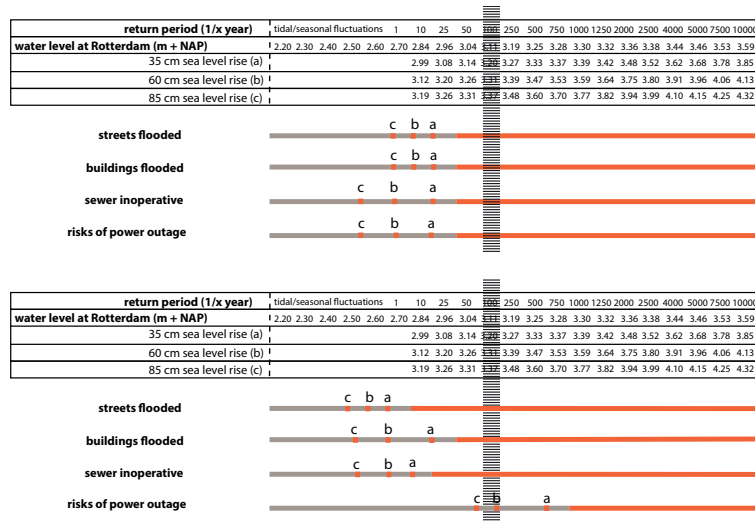 return period (1/x year) tidal/seasonal fluctuations 1 10 25 50 100 250 500 750 1000 1250 2000 2500 4000 5000 7500 10000
water level at Rotterdam (m + NAP) 2.20 2.30 2.40 2.50 2.60 2.70 2.84 2.96 3.04 3.11 3.19 3.25 3.28 3.30 3.32 3.36 3.38 3.44 3.46 3.53 3.59
35 cm sea level rise (a) 2.99 3.08 3.14 3.20 3.27 3.33 3.37 3.39 3.42 3.48 3.52 3.62 3.68 3.78 3.85
60 cm sea level rise (b) 3.12 3.20 3.26 3.31 3.39 3.47 3.53 3.59 3.64 3.75 3.80 3.91 3.96 4.06 4.13
85 cm sea level rise (c) 3.19 3.26 3.31 3.37 3.48 3.60 3.70 3.77 3.82 3.94 3.99 4.10 4.15 4.25 4.32
c b a
streets flooded
c b a
buildings flooded
c b a
sewer inoperative
c b a
risks of power outage
return period (1/x year) tidal/seasonal fluctuations 1 10 25 50 100 250 500 750 1000 1250 2000 2500 4000 5000 7500 10000
water level at Rotterdam (m + NAP) 2.20 2.30 2.40 2.50 2.60 2.70 2.84 2.96 3.04 3.11 3.19 3.25 3.28 3.30 3.32 3.36 3.38 3.44 3.46 3.53 3.59
35 cm sea level rise (a) 2.99 3.08 3.14 3.20 3.27 3.33 3.37 3.39 3.42 3.48 3.52 3.62 3.68 3.78 3.85
60 cm sea level rise (b) 3.12 3.20 3.26 3.31 3.39 3.47 3.53 3.59 3.64 3.75 3.80 3.91 3.96 4.06 4.13
85 cm sea level rise (c) 3.19 3.26 3.31 3.37 3.48 3.60 3.70 3.77 3.82 3.94 3.99 4.10 4.15 4.25 4.32
c b a
streets flooded
c b a
buildings flooded
c b a
sewer inoperative
c b a
risks of power outage